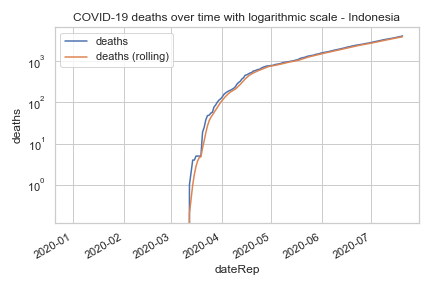 COVID-19 deaths over time with logarithmic scale - Indonesia
deaths
deaths (rolling)
10³
10²
10¹
10⁰
deaths
2020-01
2020-02
2020-03
2020-04
2020-05
2020-06
2020-07
dateRep